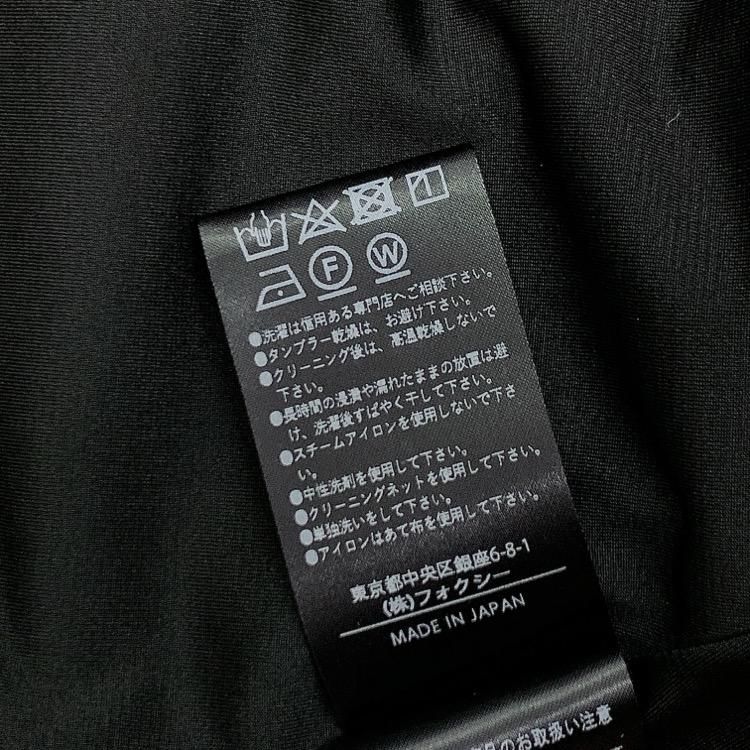 F W
●洗濯は信用ある専門店へご相談下さい。
●タンブラー乾燥は、お避け下さい。
●クリーニング後は、高温乾燥しないで
下さい。
●長時間の浸漬や濡れたままの放置は避
け、洗濯後すばやく干して下さい。
●スチームアイロンを使用しないで下さ
い。
●中性洗剤を使用して下さい。
●クリーニングネットを使用して下さい。
●単独洗いをして下さい。
●アイロンはあて布を使用して下さい。
東京都中央区銀座6-8-1
(株)フォクシー
MADE IN JAPAN
のお取扱い注意